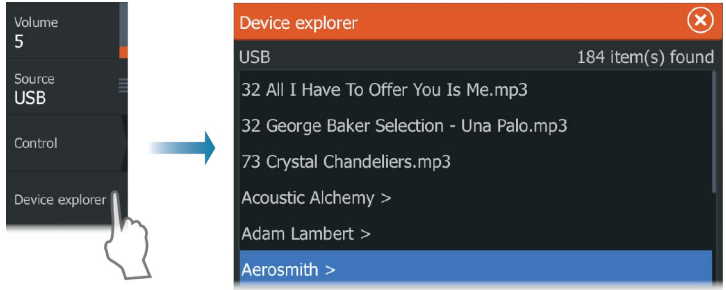 Volume
5
Source
USB
Control
Device explorer
Device explorer
USB 184 item(s) found
32 All I Have To Offer You Is Me.mp3
32 George Baker Selection - Una Palo.mp3
73 Crystal Chandeliers.mp3
Acoustic Alchemy >
Adam Lambert >
Aerosmith >